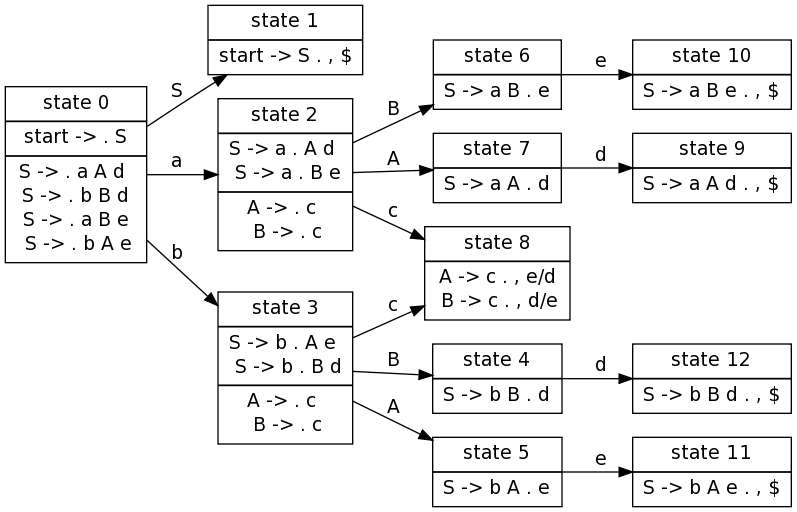 state 0
start -> . S
S -> . a A d
S -> . b B d
S -> . a B e
S -> . b A e
S
a
b
state 1
start -> S . , $
state 2
S -> a . A d
S -> a . B e
A -> . c
B -> . c
state 3
S -> b . A e
S -> b . B d
A -> . c
B -> . c
B
A
c
c
B
A
state 6
S -> a B . e
state 7
S -> a A . d
state 8
A -> c . , e/d
B -> c . , d/e
state 4
S -> b B . d
state 5
S -> b A . e
e
d
d
e
state 10
S -> a B e . , $
state 9
S -> a A d . , $
state 12
S -> b B d . , $
state 11
S -> b A e . , $